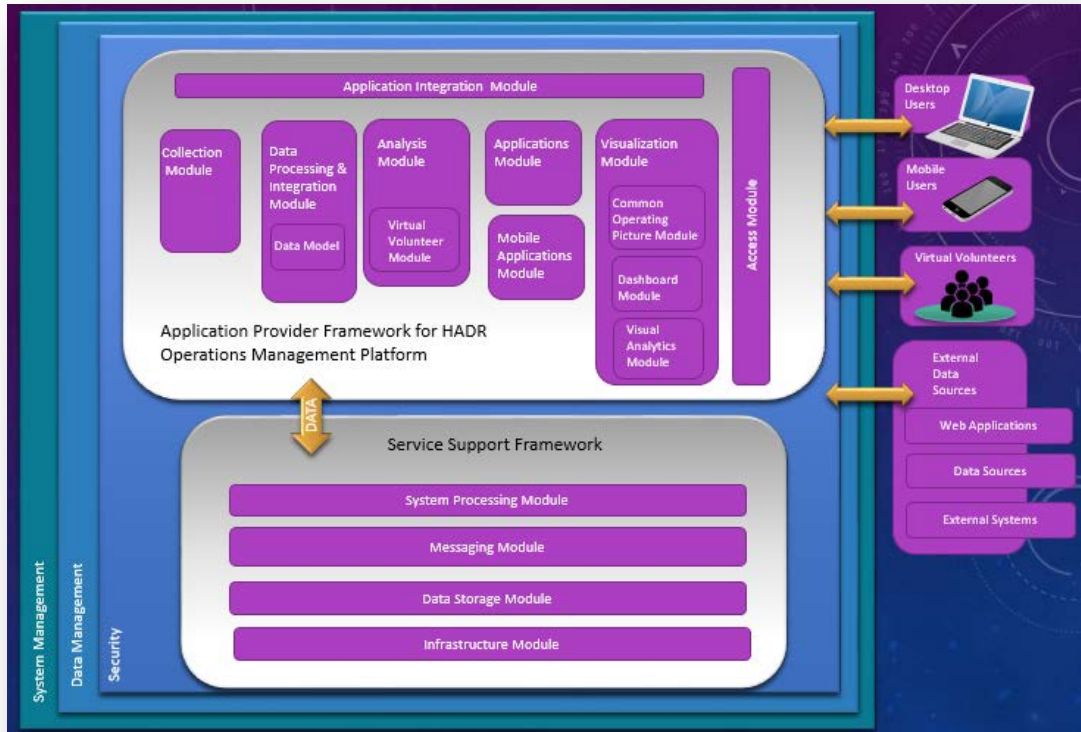 Application Integration Module
Collection
Module
Data
Processing &
Integration
Module
Data Model
Analysis
Module
Virtual
Volunteer
Module
Applications
Module
Mobile
Applications
Module
Visualization
Module
Common
Operating
Picture Module
Dashboard
Module
Visual
Analytics
Module
Access Module
Application Provider Framework for HADR
Operations Management Platform
DATA
Service Support Framework
System Processing Module
Messaging Module
Data Storage Module
Infrastructure Module
System Management
Data Management
Security
Desktop
Users
Mobile
Users
Virtual Volunteers
External
Data
Sources
Web Applications
Data Sources
External Systems